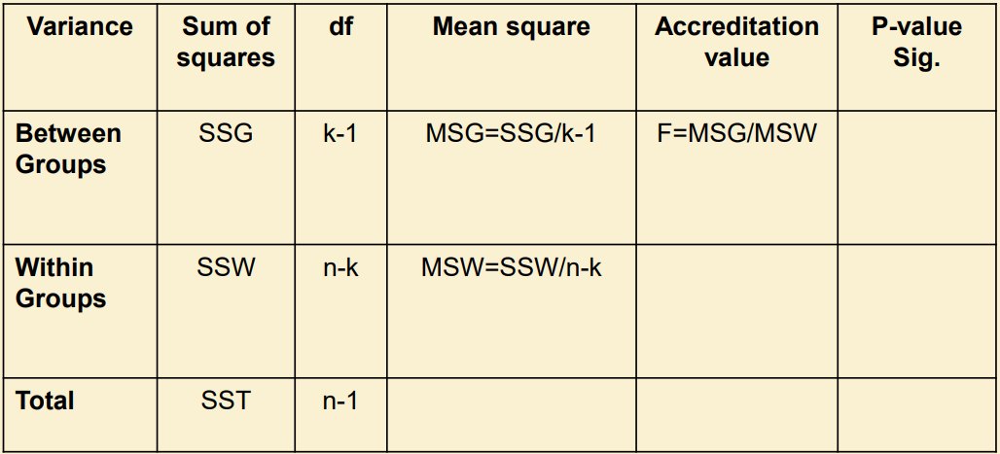 Variance Sum of squares df Mean square Accreditation value P-value Sig.
Between Groups SSG k-1 MSG=SSG/k-1 F=MSG/MSW
Within Groups SSW n-k MSW=SSW/n-k
Total SST n-1